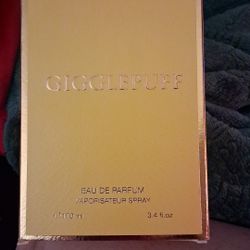 GIGGLEPUFF
EAU DE PARFUM
VAPORISATEUR SPRAY
3.4 fl.oz